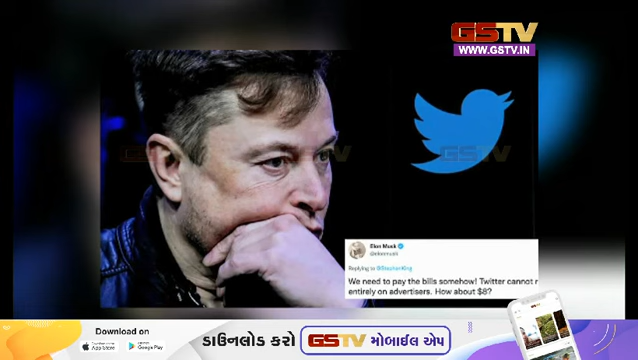 GSTV
WWW.GSTV.IN
Elon Musk
@elonmusk
Replying to @StephenKing
We need to pay the bills somehow! Twitter cannot r
entirely on advertisers. How about $8?
Download on
App Store
Google Play
ડાઉનલોડ કરો GSTV મોબાઈલ એપ